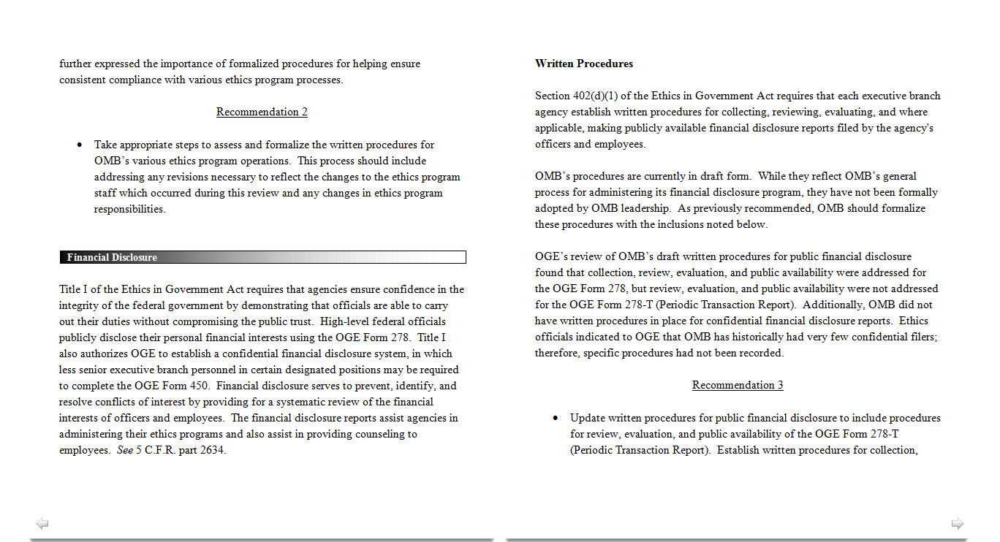 further expressed the importance of formalized procedures for helping ensure
consistent compliance with various ethics program processes.
Recommendation 2
• Take appropriate steps to assess and formalize the written procedures for
OMB's various ethics program operations.  This process should include
addressing any revisions necessary to reflect the changes to the ethics program
staff which occurred during this review and any changes in ethics program
responsibilities.
Financial Disclosure
Title I of the Ethics in Government Act requires that agencies ensure confidence in the
integrity of the federal government by demonstrating that officials are able to carry
out their duties without compromising the public trust.  High-level federal officials
publicly disclose their personal financial interests using the OGE Form 278.  Title I
also authorizes OGE to establish a confidential financial disclosure system, in which
less senior executive branch personnel in certain designated positions may be required
to complete the OGE Form 450.  Financial disclosure serves to prevent, identify, and
resolve conflicts of interest by providing for a systematic review of the financial
interests of officers and employees.  The financial disclosure reports assist agencies in
administering their ethics programs and also assist in providing counseling to
employees.  See 5 C.F.R. part 2634.
Written Procedures
Section 402(d)(1) of the Ethics in Government Act requires that each executive branch
agency establish written procedures for collecting, reviewing, evaluating, and where
applicable, making publicly available financial disclosure reports filed by the agency's
officers and employees.
OMB's procedures are currently in draft form.  While they reflect OMB's general
process for administering its financial disclosure program, they have not been formally
adopted by OMB leadership.  As previously recommended, OMB should formalize
these procedures with the inclusions noted below.
OGE's review of OMB's draft written procedures for public financial disclosure
found that collection, review, evaluation, and public availability were addressed for
the OGE Form 278, but review, evaluation, and public availability were not addressed
for the OGE Form 278-T (Periodic Transaction Report).  Additionally, OMB did not
have written procedures in place for confidential financial disclosure reports.  Ethics
officials indicated to OGE that OMB has historically had very few confidential filers;
therefore, specific procedures had not been recorded.
Recommendation 3
• Update written procedures for public financial disclosure to include procedures
for review, evaluation, and public availability of the OGE Form 278-T
(Periodic Transaction Report).  Establish written procedures for collection,